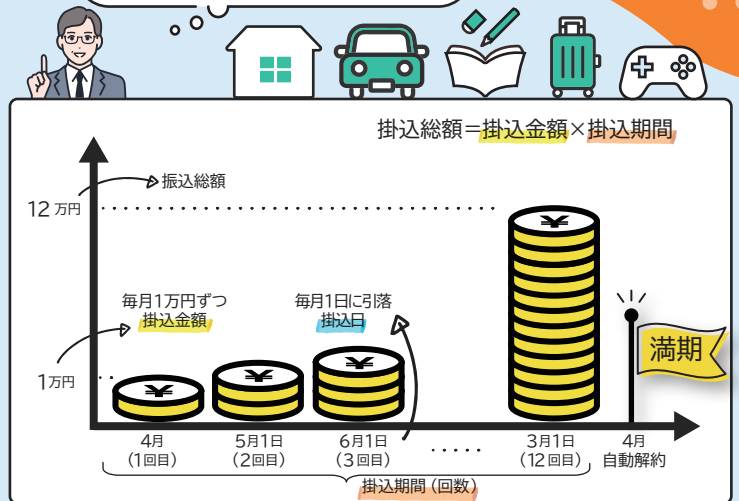 掛込総額=掛込金額×掛込期間
振込総額
12万円
毎月1万円ずつ
掛込金額
毎月1日に引落
掛込日
1万円
満期
4月
(1回目)
5月1日
(2回目)
6月1日
(3回目)
・・・・・
3月1日
(12回目)
4月
自動解約
掛込期間(回数)